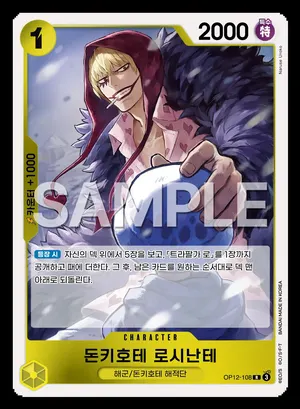 1
2000
특수
特
카운터 +1000
SAMPLE
등장 시 자신의 덱 위에서 5장을 보고, 「트라팔가 로」를 1장까지
공개하고 패에 더한다. 그 후, 남은 카드를 원하는 순서대로 덱 맨
아래로 되돌린다.
CHARACTER
돈키호테 로시난테
해군/돈키호테 해적단
OP12-108 R
3
BANDAI MADE IN KOREA